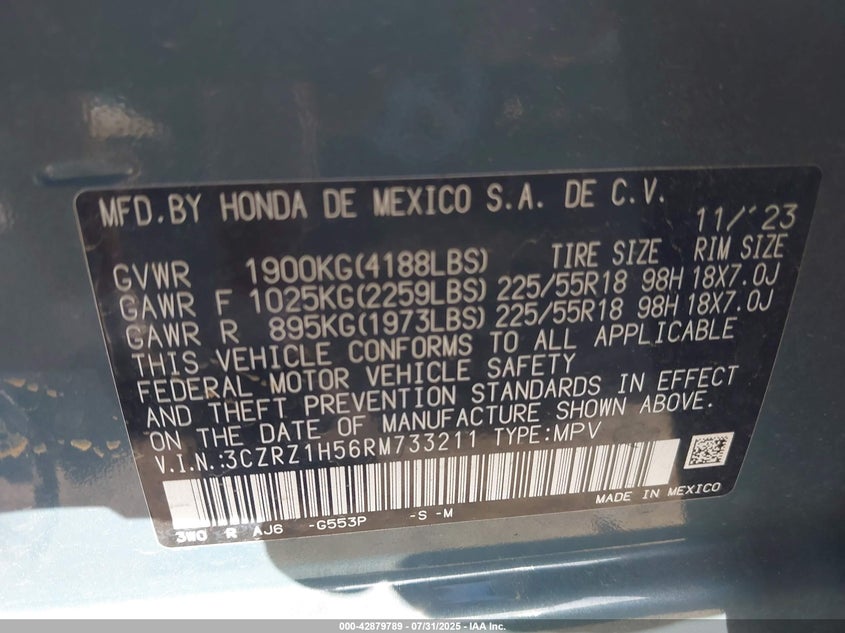 MFD.BY HONDA DE MEXICO S.A. DE C.V. 11/'23
TIRE SIZE RIM SIZE
GVWR 1900KG(4188LBS)
GAWR F 1025KG(2259LBS) 225/55R18 98H 18X7.0J
GAWR R 895KG(1973LBS) 225/55R18 98H 18X7.0J
THIS VEHICLE CONFORMS TO ALL APPLICABLE
FEDERAL MOTOR VEHICLE SAFETY
AND THEFT PREVENTION STANDARDS IN EFFECT
ON THE DATE OF MANUFACTURE SHOWN ABOVE.
V.I.N.:3CZRZ1H56RM733211 TYPE:MPV
MADE IN MEXICO
R AJ6 -G553P -S -M
000-42879789 - 07/31/2025 - IAA Inc.